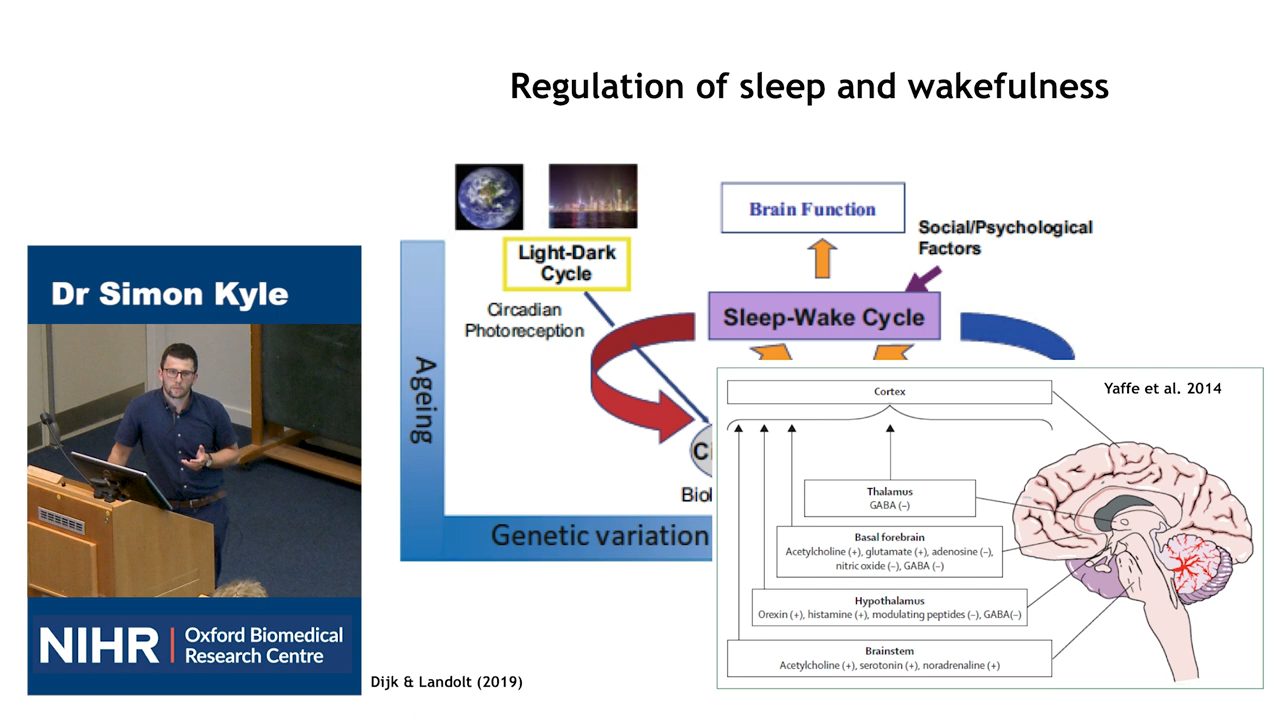 Regulation of sleep and wakefulness
Dr Simon Kyle
NIHR
Oxford Biomedical
Research Centre
Light-Dark
Cycle
Circadian
Photoreception
Brain Function
Social/Psychological
Factors
Sleep-Wake Cycle
Ageing
Genetic variation
Dijk & Landolt (2019)
Yaffe et al. 2014
Cortex
Thalamus
GABA (–)
Basal forebrain
Acetylcholine (+), glutamate (+), adenosine (–),
nitric oxide (–), GABA (–)
Hypothalamus
Orexin (+), histamine (+), modulating peptides (–), GABA(–)
Brainstem
Acetylcholine (+), serotonin (+), noradrenaline (+)